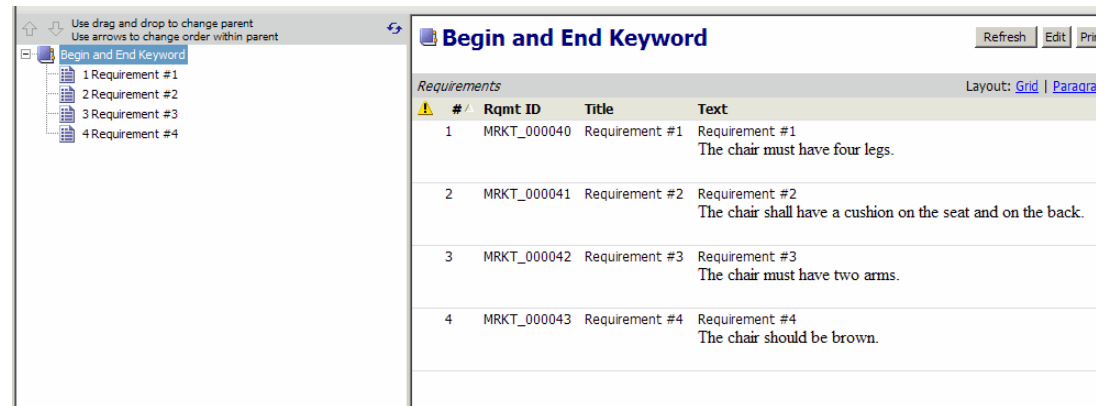 Use drag and drop to change parent
Use arrows to change order within parent
Begin and End Keyword
1 Requirement #1
2 Requirement #2
3 Requirement #3
4 Requirement #4
Begin and End Keyword
Refresh Edit Prin
Requirements Layout: Grid | Paragra
# Rqmt ID Title Text
1 MRKT_000040 Requirement #1 Requirement #1
The chair must have four legs.
2 MRKT_000041 Requirement #2 Requirement #2
The chair shall have a cushion on the seat and on the back.
3 MRKT_000042 Requirement #3 Requirement #3
The chair must have two arms.
4 MRKT_000043 Requirement #4 Requirement #4
The chair should be brown.